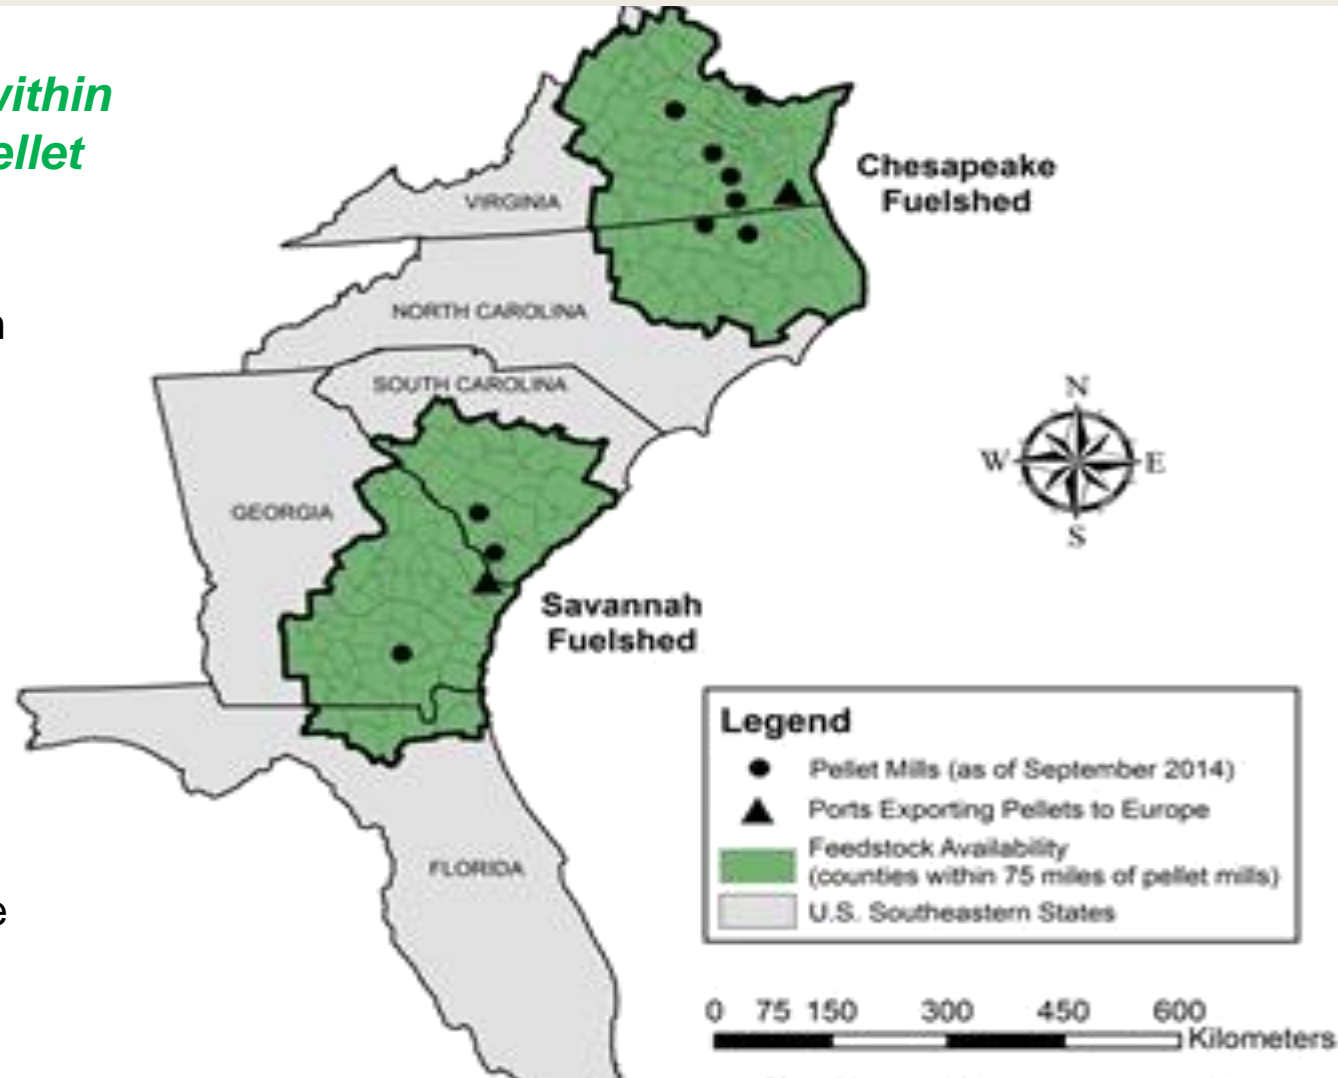 vithin
ellet
Chesapeake
Fuelshed
VIRGINIA
NORTH CAROLINA
SOUTH CAROLINA
N
W
E
S
GEORGIA
Savannah
Fuelshed
Legend
Pellet Mills (as of September 2014)
Ports Exporting Pellets to Europe
Feedstock Availability
(counties within 75 miles of pellet mills)
U.S. Southeastern States
FLORIDA
e
0 75 150 300 450 600
Kilometers